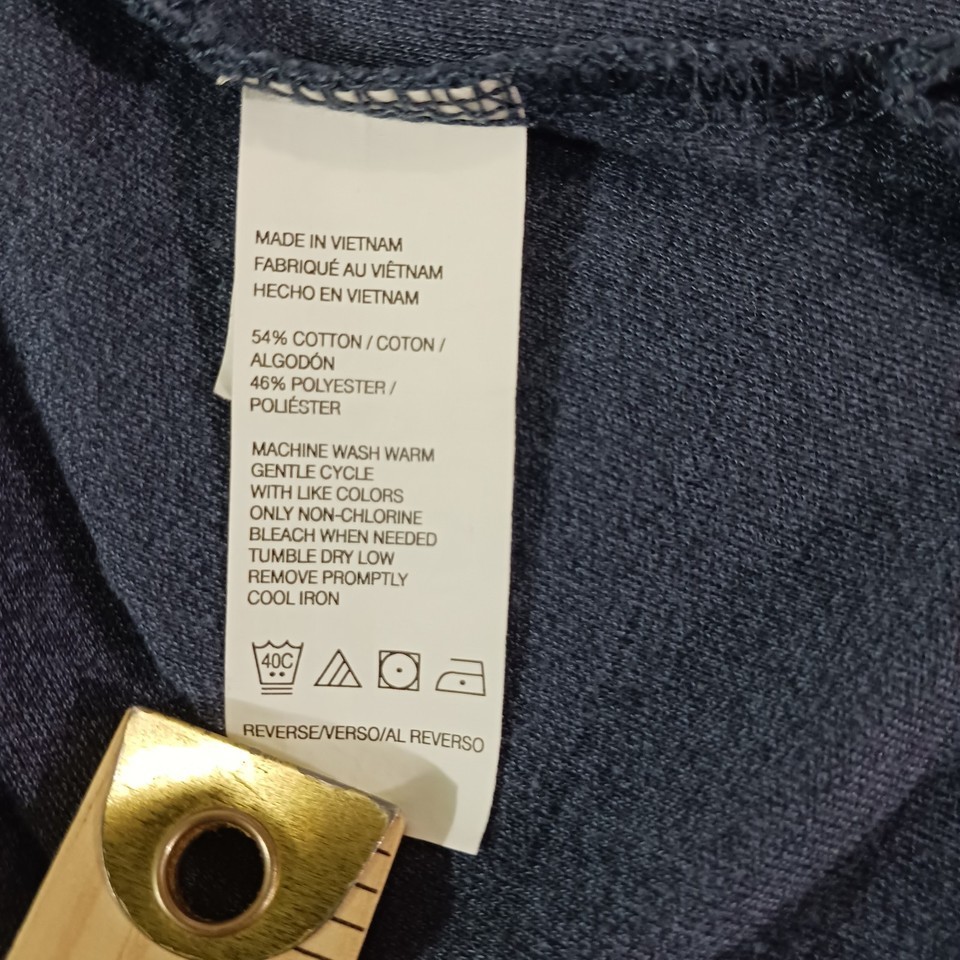 MADE IN VIETNAM
FABRIQUÉ AU VIÊTNAM
HECHO EN VIETNAM
54% COTTON / COTON /
ALGODÓN
46% POLYESTER /
POLIÉSTER
MACHINE WASH WARM
GENTLE CYCLE
WITH LIKE COLORS
ONLY NON-CHLORINE
BLEACH WHEN NEEDED
TUMBLE DRY LOW
REMOVE PROMPTLY
COOL IRON
40C
REVERSE/VERSO/AL REVERSO